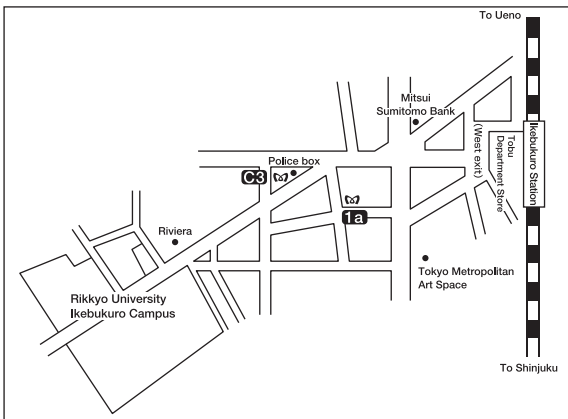 To Ueno
Mitsui
Sumitomo Bank
Ikebukuro Station
Tobu
Department Store
(West exit)
Police box
C3
1a
Riviera
Tokyo Metropolitan
Art Space
Rikkyo University
Ikebukuro Campus
To Shinjuku